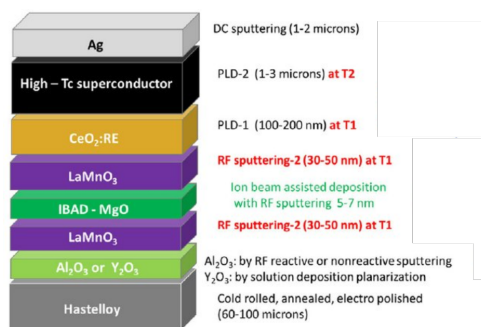 Ag
DC sputtering (1-2 microns)
High – Tc superconductor
PLD-2 (1-3 microns) at T2
CeO₂:RE
PLD-1 (100-200 nm) at T1
LaMnO₃
RF sputtering-2 (30-50 nm) at T1
IBAD - MgO
Ion beam assisted deposition
with RF sputtering 5-7 nm
LaMnO₃
RF sputtering-2 (30-50 nm) at T1
Al₂O₃ or Y₂O₃
Al₂O₃: by RF reactive or nonreactive sputtering
Y₂O₃: by solution deposition planarization
Hastelloy
Cold rolled, annealed, electro polished
(60-100 microns)